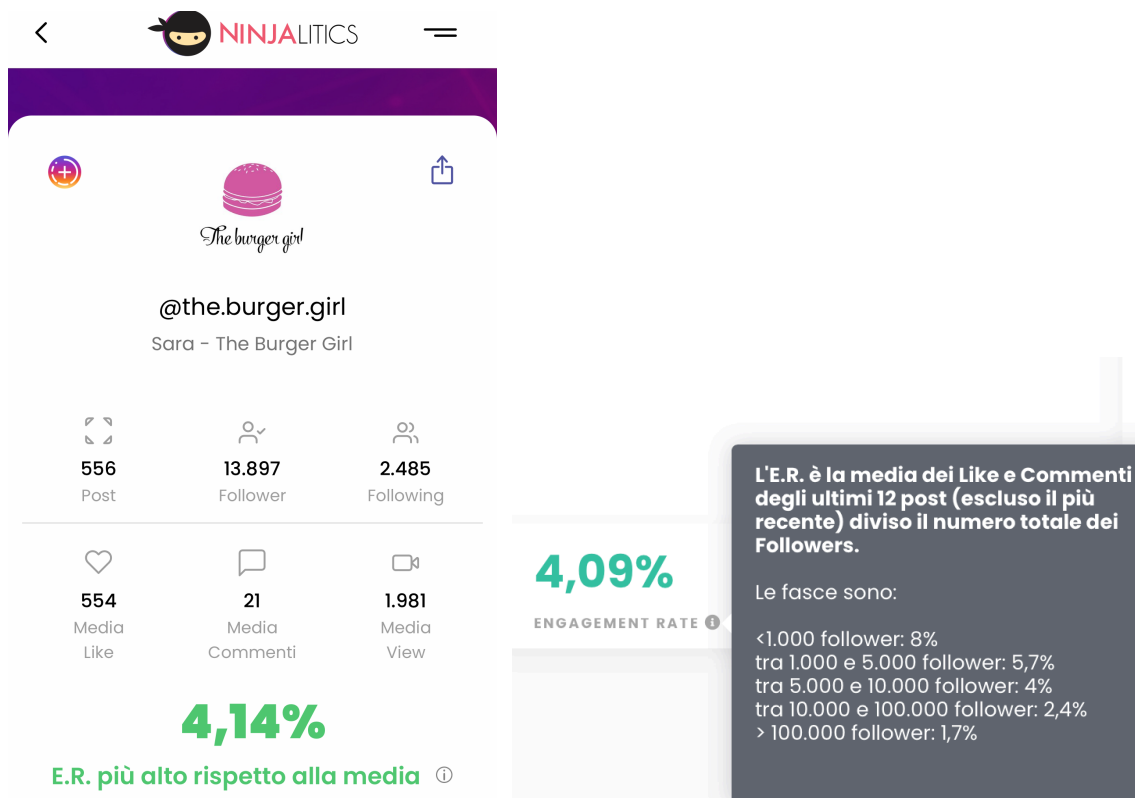 NINJALITICS
The burger girl
@the.burger.girl
Sara - The Burger Girl
556
Post
13.897
Follower
2.485
Following
554
Media
Like
21
Media
Commenti
1.981
Media
View
4,14%
E.R. più alto rispetto alla media
4,09%
ENGAGEMENT RATE
L'E.R. è la media dei Like e Commenti
degli ultimi 12 post (escluso il più
recente) diviso il numero totale dei
Followers.
Le fasce sono:
<1.000 follower: 8%
tra 1.000 e 5.000 follower: 5,7%
tra 5.000 e 10.000 follower: 4%
tra 10.000 e 100.000 follower: 2,4%
> 100.000 follower: 1,7%